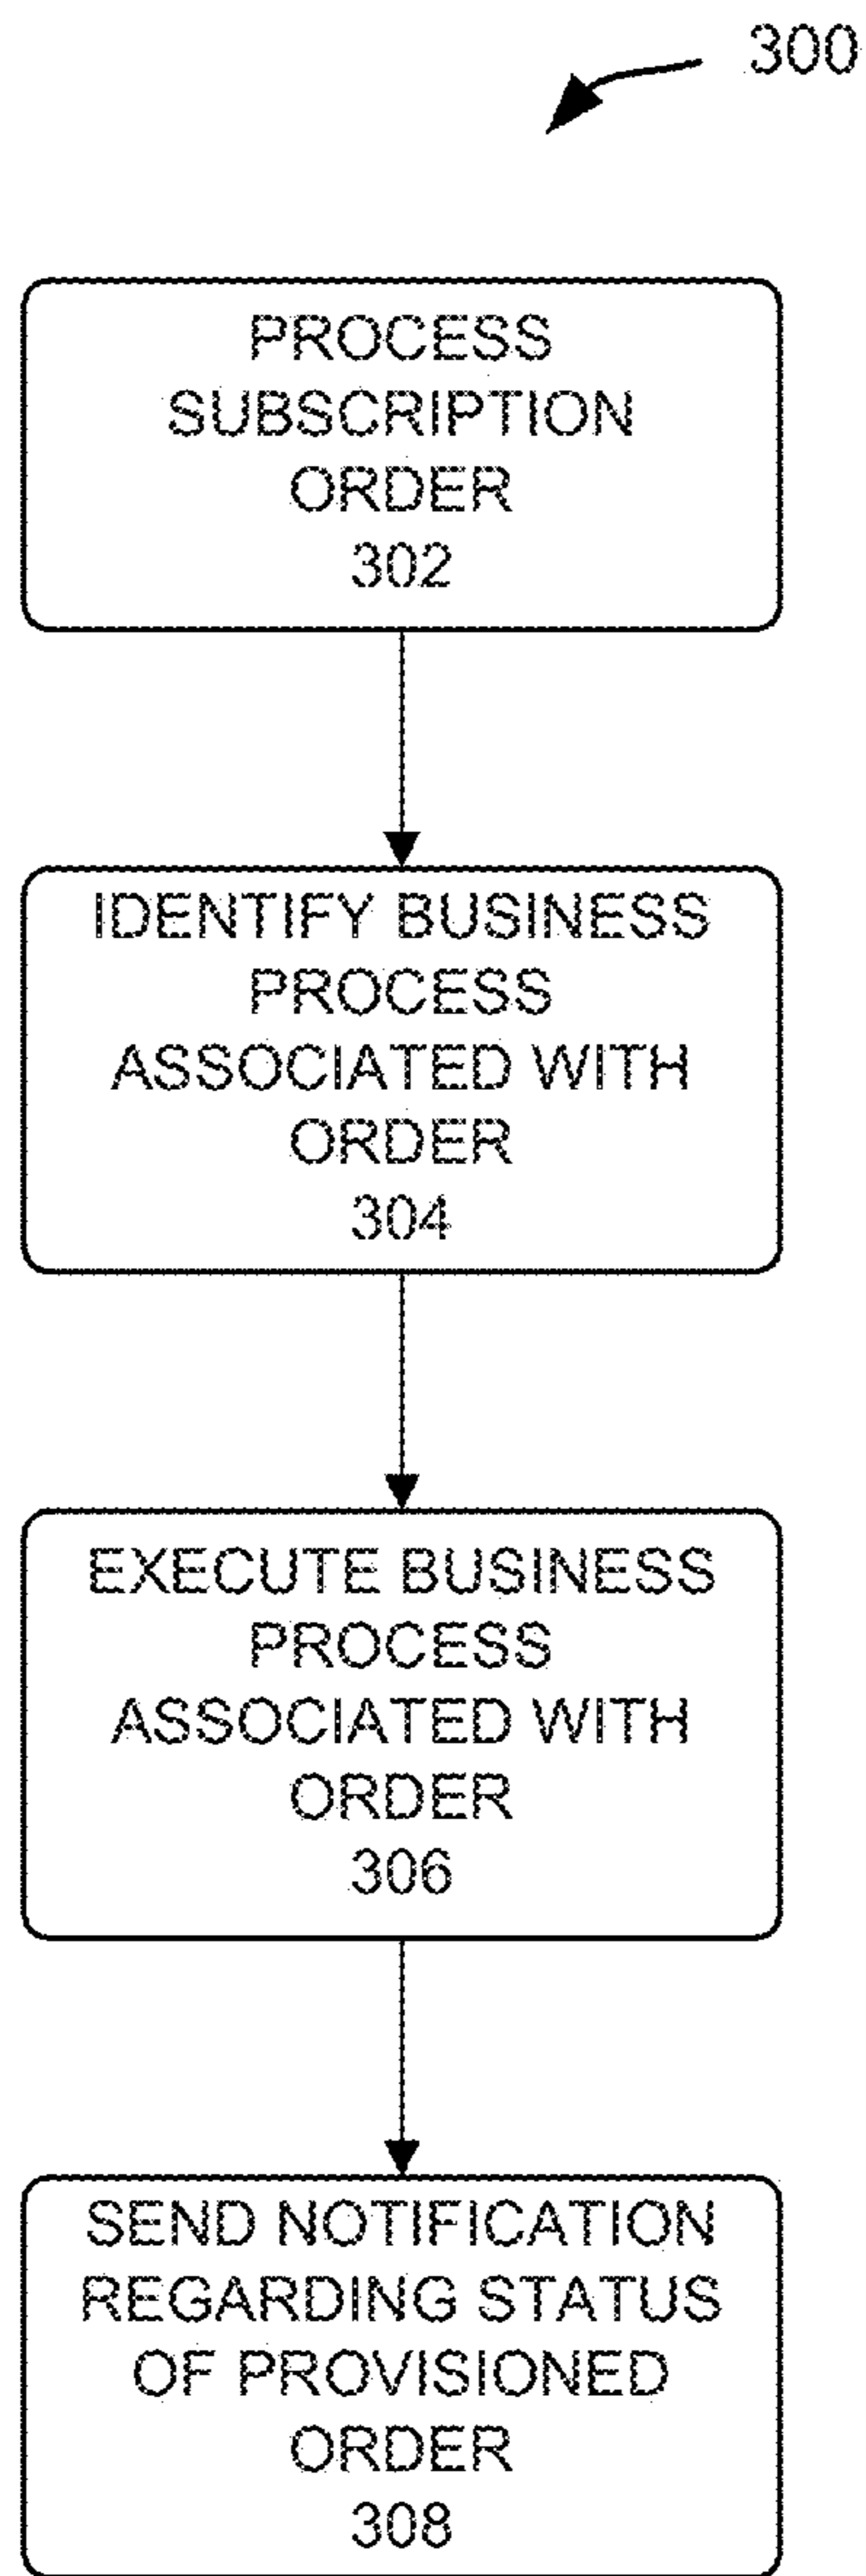 300
PROCESS
SUBSCRIPTION
ORDER
302
IDENTIFY BUSINESS
PROCESS
ASSOCIATED WITH
ORDER
304
EXECUTE BUSINESS
PROCESS
ASSOCIATED WITH
ORDER
306
SEND NOTIFICATION
REGARDING STATUS
OF PROVISIONED
ORDER
308